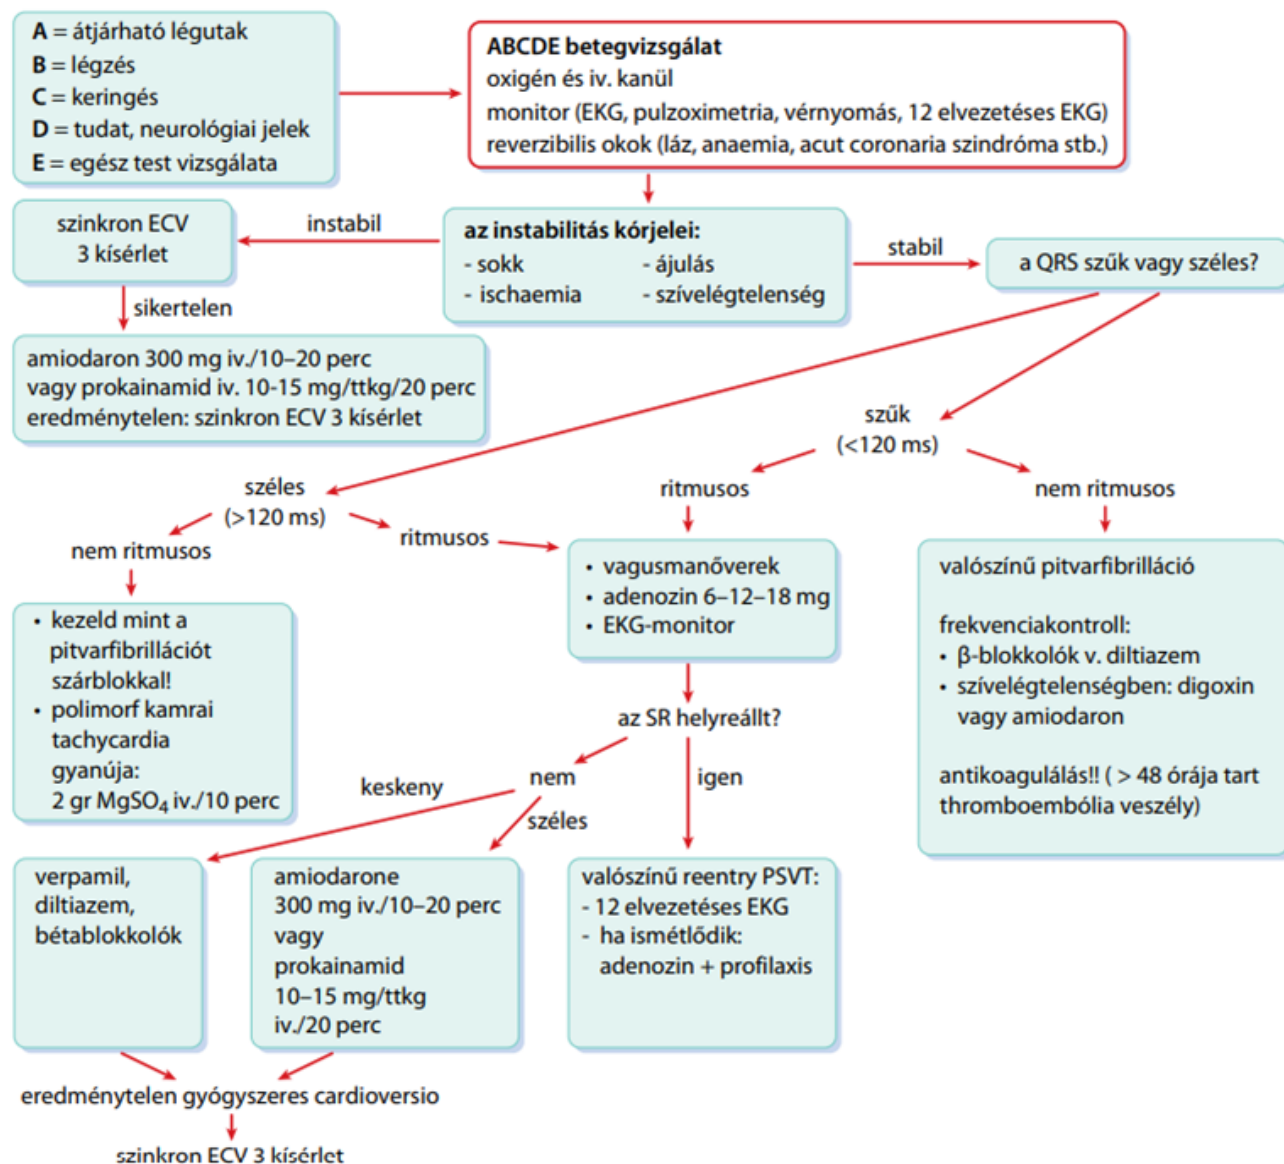 A = átjárható légutak
B = légzés
C = keringés
D = tudat, neurológiai jelek
E = egész test vizsgálata
ABCDE betegvizsgálat
oxigén és iv. kanül
monitor (EKG, pulzoximetria, vérnyomás, 12 elvezetéses EKG)
reverzibilis okok (láz, anaemia, acut coronaria szindróma stb.)
szinkron ECV
3 kísérlet
instabil
az instabilitás kórjelei:
- sokk
- ájulás
- ischaemia
- szívelégtelenség
stabil
a QRS szűk vagy széles?
sikertelen
amiodaron 300 mg iv./10–20 perc
vagy prokainamid iv. 10-15 mg/ttkg/20 perc
eredménytelen: szinkron ECV 3 kísérlet
szűk
(<120 ms)
széles
(>120 ms)
ritmusos
nem ritmusos
nem ritmusos
ritmusos
• kezeld mint a
pitvarfibrillációt
szárblokkal!
• polimorf kamrai
tachycardia
gyanúja:
2 gr MgSO4 iv./10 perc
• vagusmanőverek
• adenozin 6–12–18 mg
• EKG-monitor
valószínű pitvarfibrilláció
frekvenciakontroll:
• β-blokkolók v. diltiazem
• szívelégtelenségben: digoxin
vagy amiodaron
antikoagulálás!! ( > 48 órája tart
thromboembólia veszély)
az SR helyreállt?
nem
igen
keskeny
széles
verpamil,
diltiazem,
bétablokkolók
amiodarone
300 mg iv./10–20 perc
vagy
prokainamid
10–15 mg/ttkg
iv./20 perc
valószínű reentry PSVT:
- 12 elvezetéses EKG
- ha ismétlődik:
adenozin + profilaxis
eredménytelen gyógyszeres cardioversio
szinkron ECV 3 kísérlet